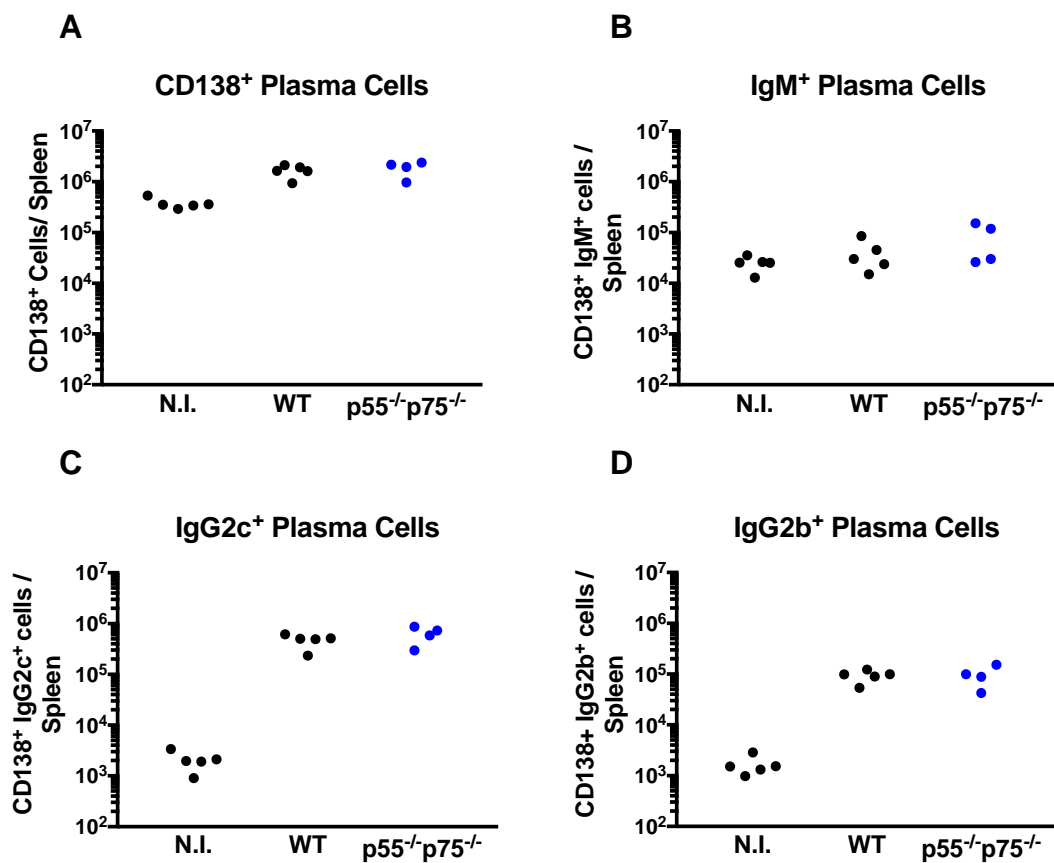 A
CD138⁺ Plasma Cells
CD138⁺ Cells/ Spleen
10⁷
10⁶
10⁵
10⁴
10³
10²
N.I. WT p55⁻/⁻p75⁻/⁻
B
IgM⁺ Plasma Cells
CD138⁺ IgM⁺ cells /
Spleen
10⁷
10⁶
10⁵
10⁴
10³
10²
N.I. WT p55⁻/⁻p75⁻/⁻
C
IgG2c⁺ Plasma Cells
CD138⁺ IgG2c⁺ cells /
Spleen
10⁷
10⁶
10⁵
10⁴
10³
10²
N.I. WT p55⁻/⁻p75⁻/⁻
D
IgG2b⁺ Plasma Cells
CD138+ IgG2b⁺ cells /
Spleen
10⁷
10⁶
10⁵
10⁴
10³
10²
N.I. WT p55⁻/⁻p75⁻/⁻